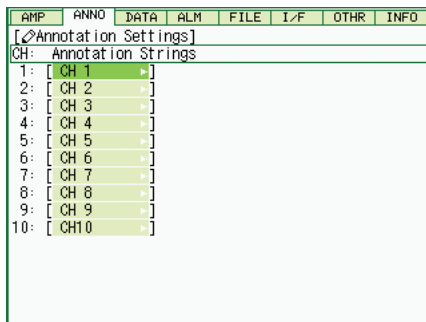 AMP ANNO DATA ALM FILE I/F OTHR INFO
[Annotation Settings]
CH: Annotation Strings
1: [ CH 1 ]
2: [ CH 2 ]
3: [ CH 3 ]
4: [ CH 4 ]
5: [ CH 5 ]
6: [ CH 6 ]
7: [ CH 7 ]
8: [ CH 8 ]
9: [ CH 9 ]
10: [ CH10 ]